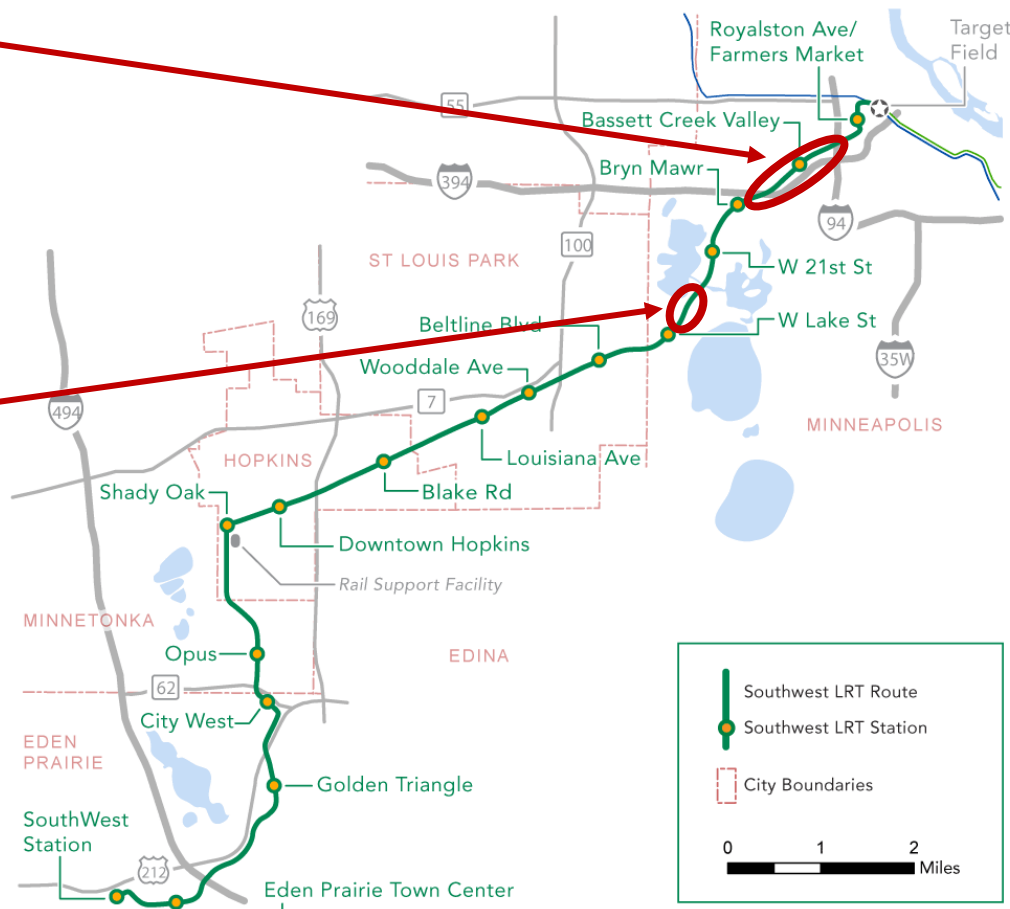 Royalston Ave/
Farmers Market
Target
Field
55
Bassett Creek Valley
Bryn Mawr
394
94
100
ST LOUIS PARK
W 21st St
169
Beltline Blvd
W Lake St
35W
Wooddale Ave
494
7
MINNEAPOLIS
HOPKINS
Louisiana Ave
Shady Oak
Blake Rd
Downtown Hopkins
Rail Support Facility
MINNETONKA
Opus
EDINA
62
City West
Southwest LRT Route
Southwest LRT Station
EDEN
PRAIRIE
Golden Triangle
City Boundaries
SouthWest
Station
0 1 2
Miles
212
Eden Prairie Town Center